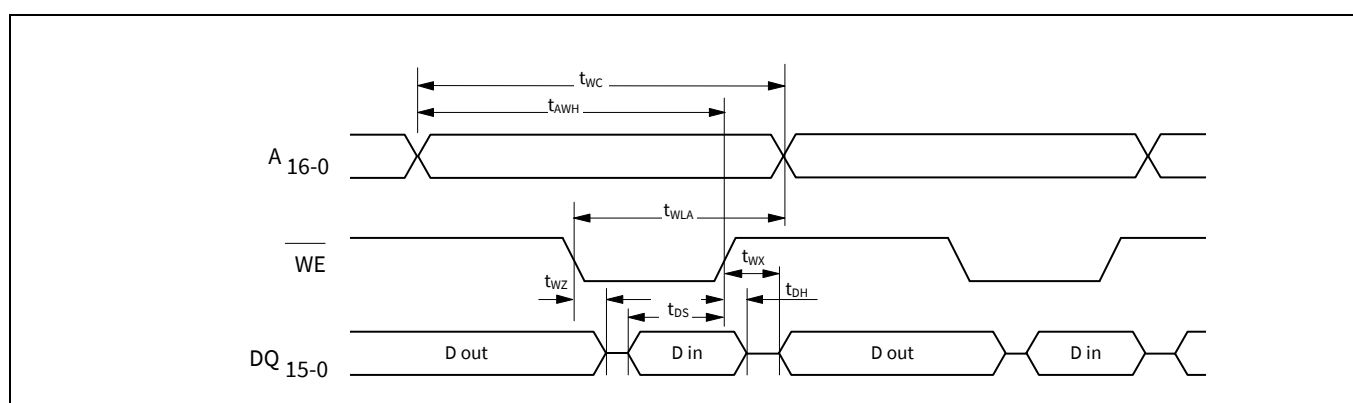 tWC
tAWH
A 16-0
tWLA
WE
tWX
tWZ
tDH
tDS
DQ 15-0
D out
D in
D out
D in